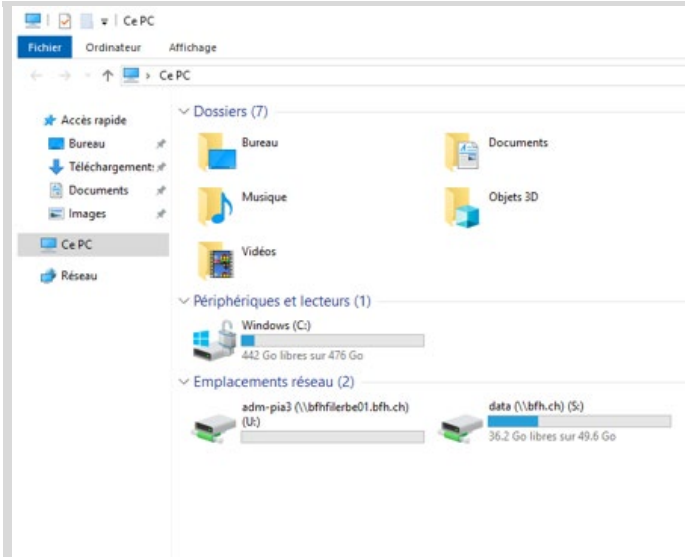 Ce PC
Fichier Ordinateur Affichage
Ce PC
Accès rapide
Bureau
Téléchargement:
Documents
Images
Ce PC
Réseau
Dossiers (7)
Bureau
Documents
Musique
Objets 3D
Vidéos
Périphériques et lecteurs (1)
Windows (C:)
442 Go libres sur 476 Go
Emplacements réseau (2)
adm-pia3 (\\bfhfilerbe01.bfh.ch)
(U:)
data (\\bfh.ch) (S:)
36.2 Go libres sur 49.6 Go